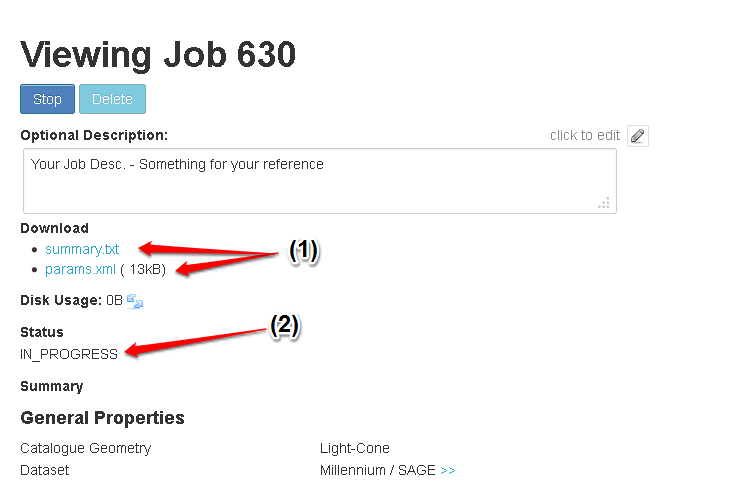 Viewing Job 630
Stop Delete
Optional Description: click to edit
Your Job Desc. - Something for your reference
Download
• summary.txt
(1)
• params.xml ( 13kB)
Disk Usage: 0B
(2)
Status
IN_PROGRESS
Summary
General Properties
Catalogue Geometry Light-Cone
Dataset Millennium / SAGE >>